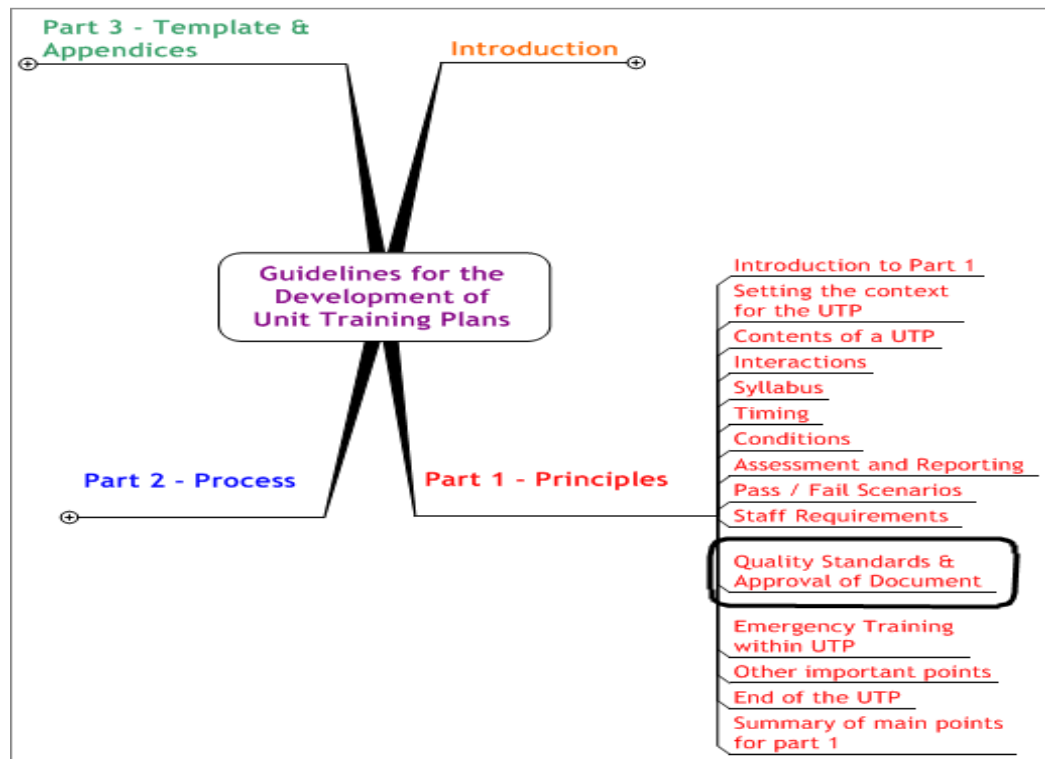 Part 3 - Template &
Appendices
Introduction
Guidelines for the
Development of
Unit Training Plans
Part 2 - Process
Part 1 - Principles
Introduction to Part 1
Setting the context
for the UTP
Contents of a UTP
Interactions
Syllabus
Timing
Conditions
Assessment and Reporting
Pass / Fail Scenarios
Staff Requirements
Quality Standards &
Approval of Document
Emergency Training
within UTP
Other important points
End of the UTP
Summary of main points
for part 1